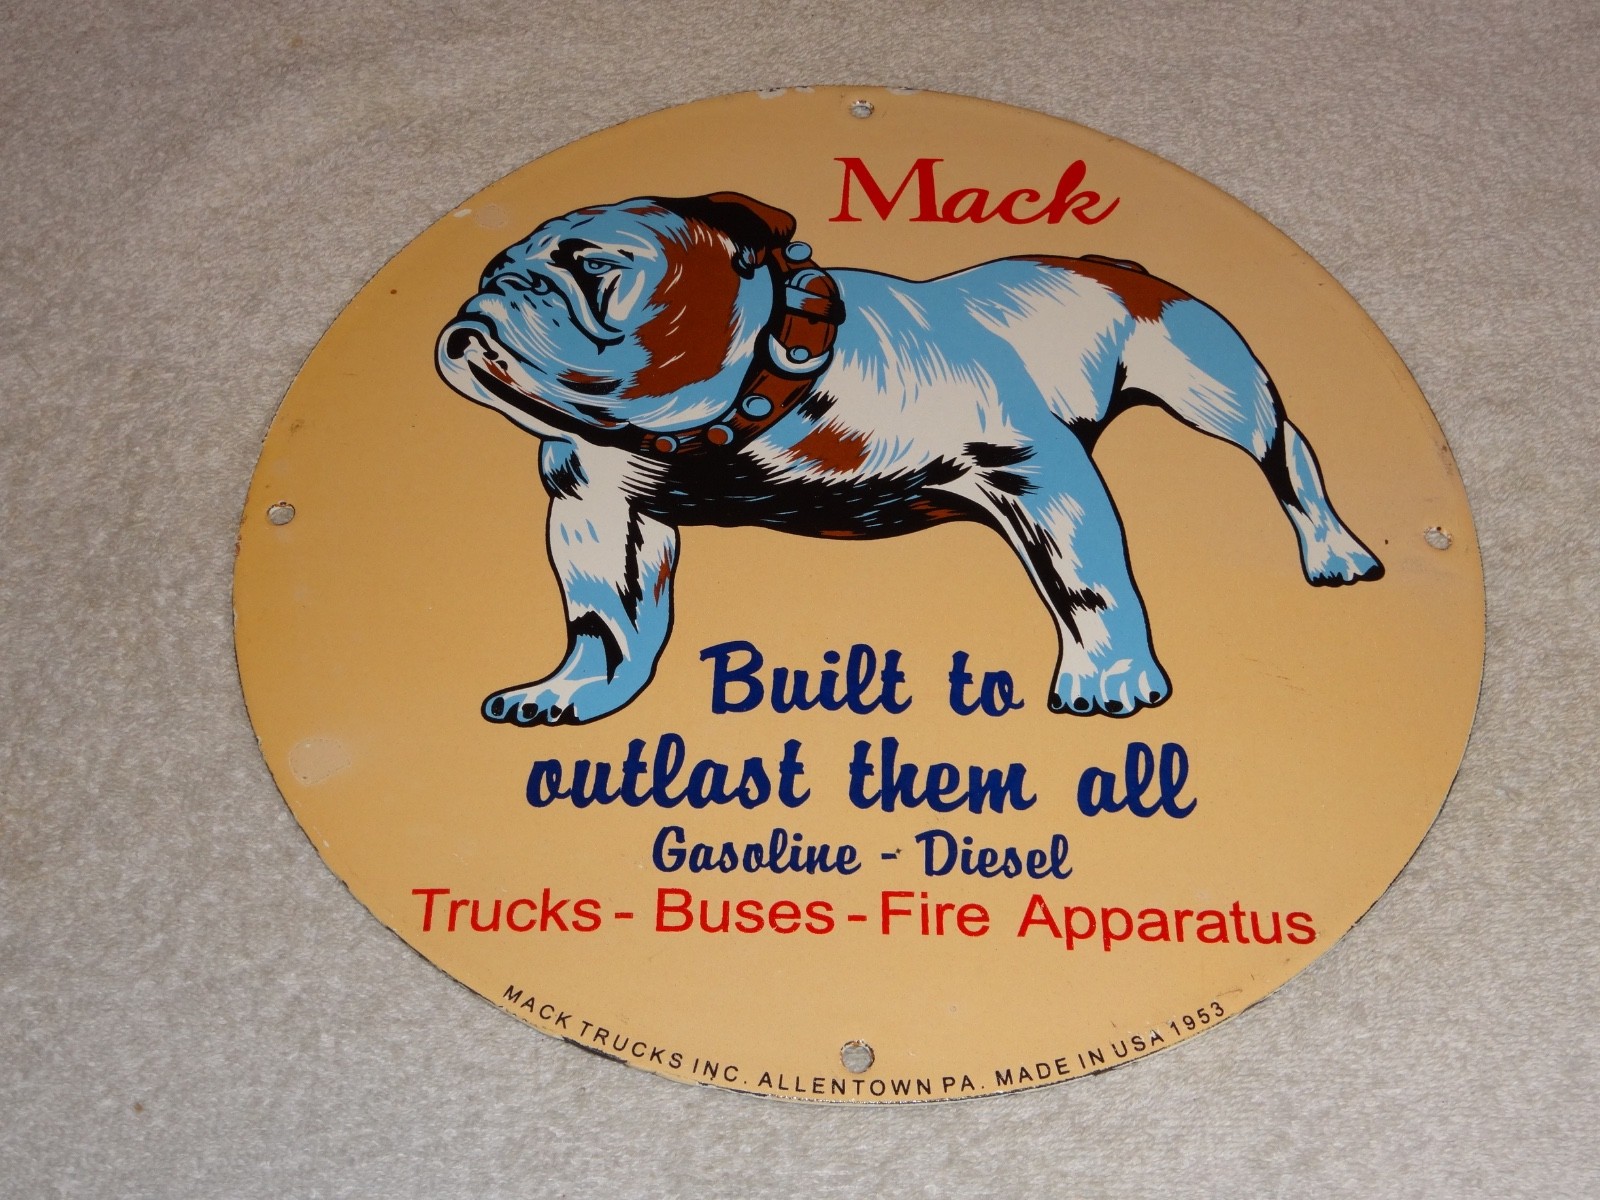 Mack
Built to
outlast them all
Gasoline - Diesel
Trucks - Buses - Fire Apparatus
MACK TRUCKS INC. ALLENTOWN PA. MADE IN USA 1953